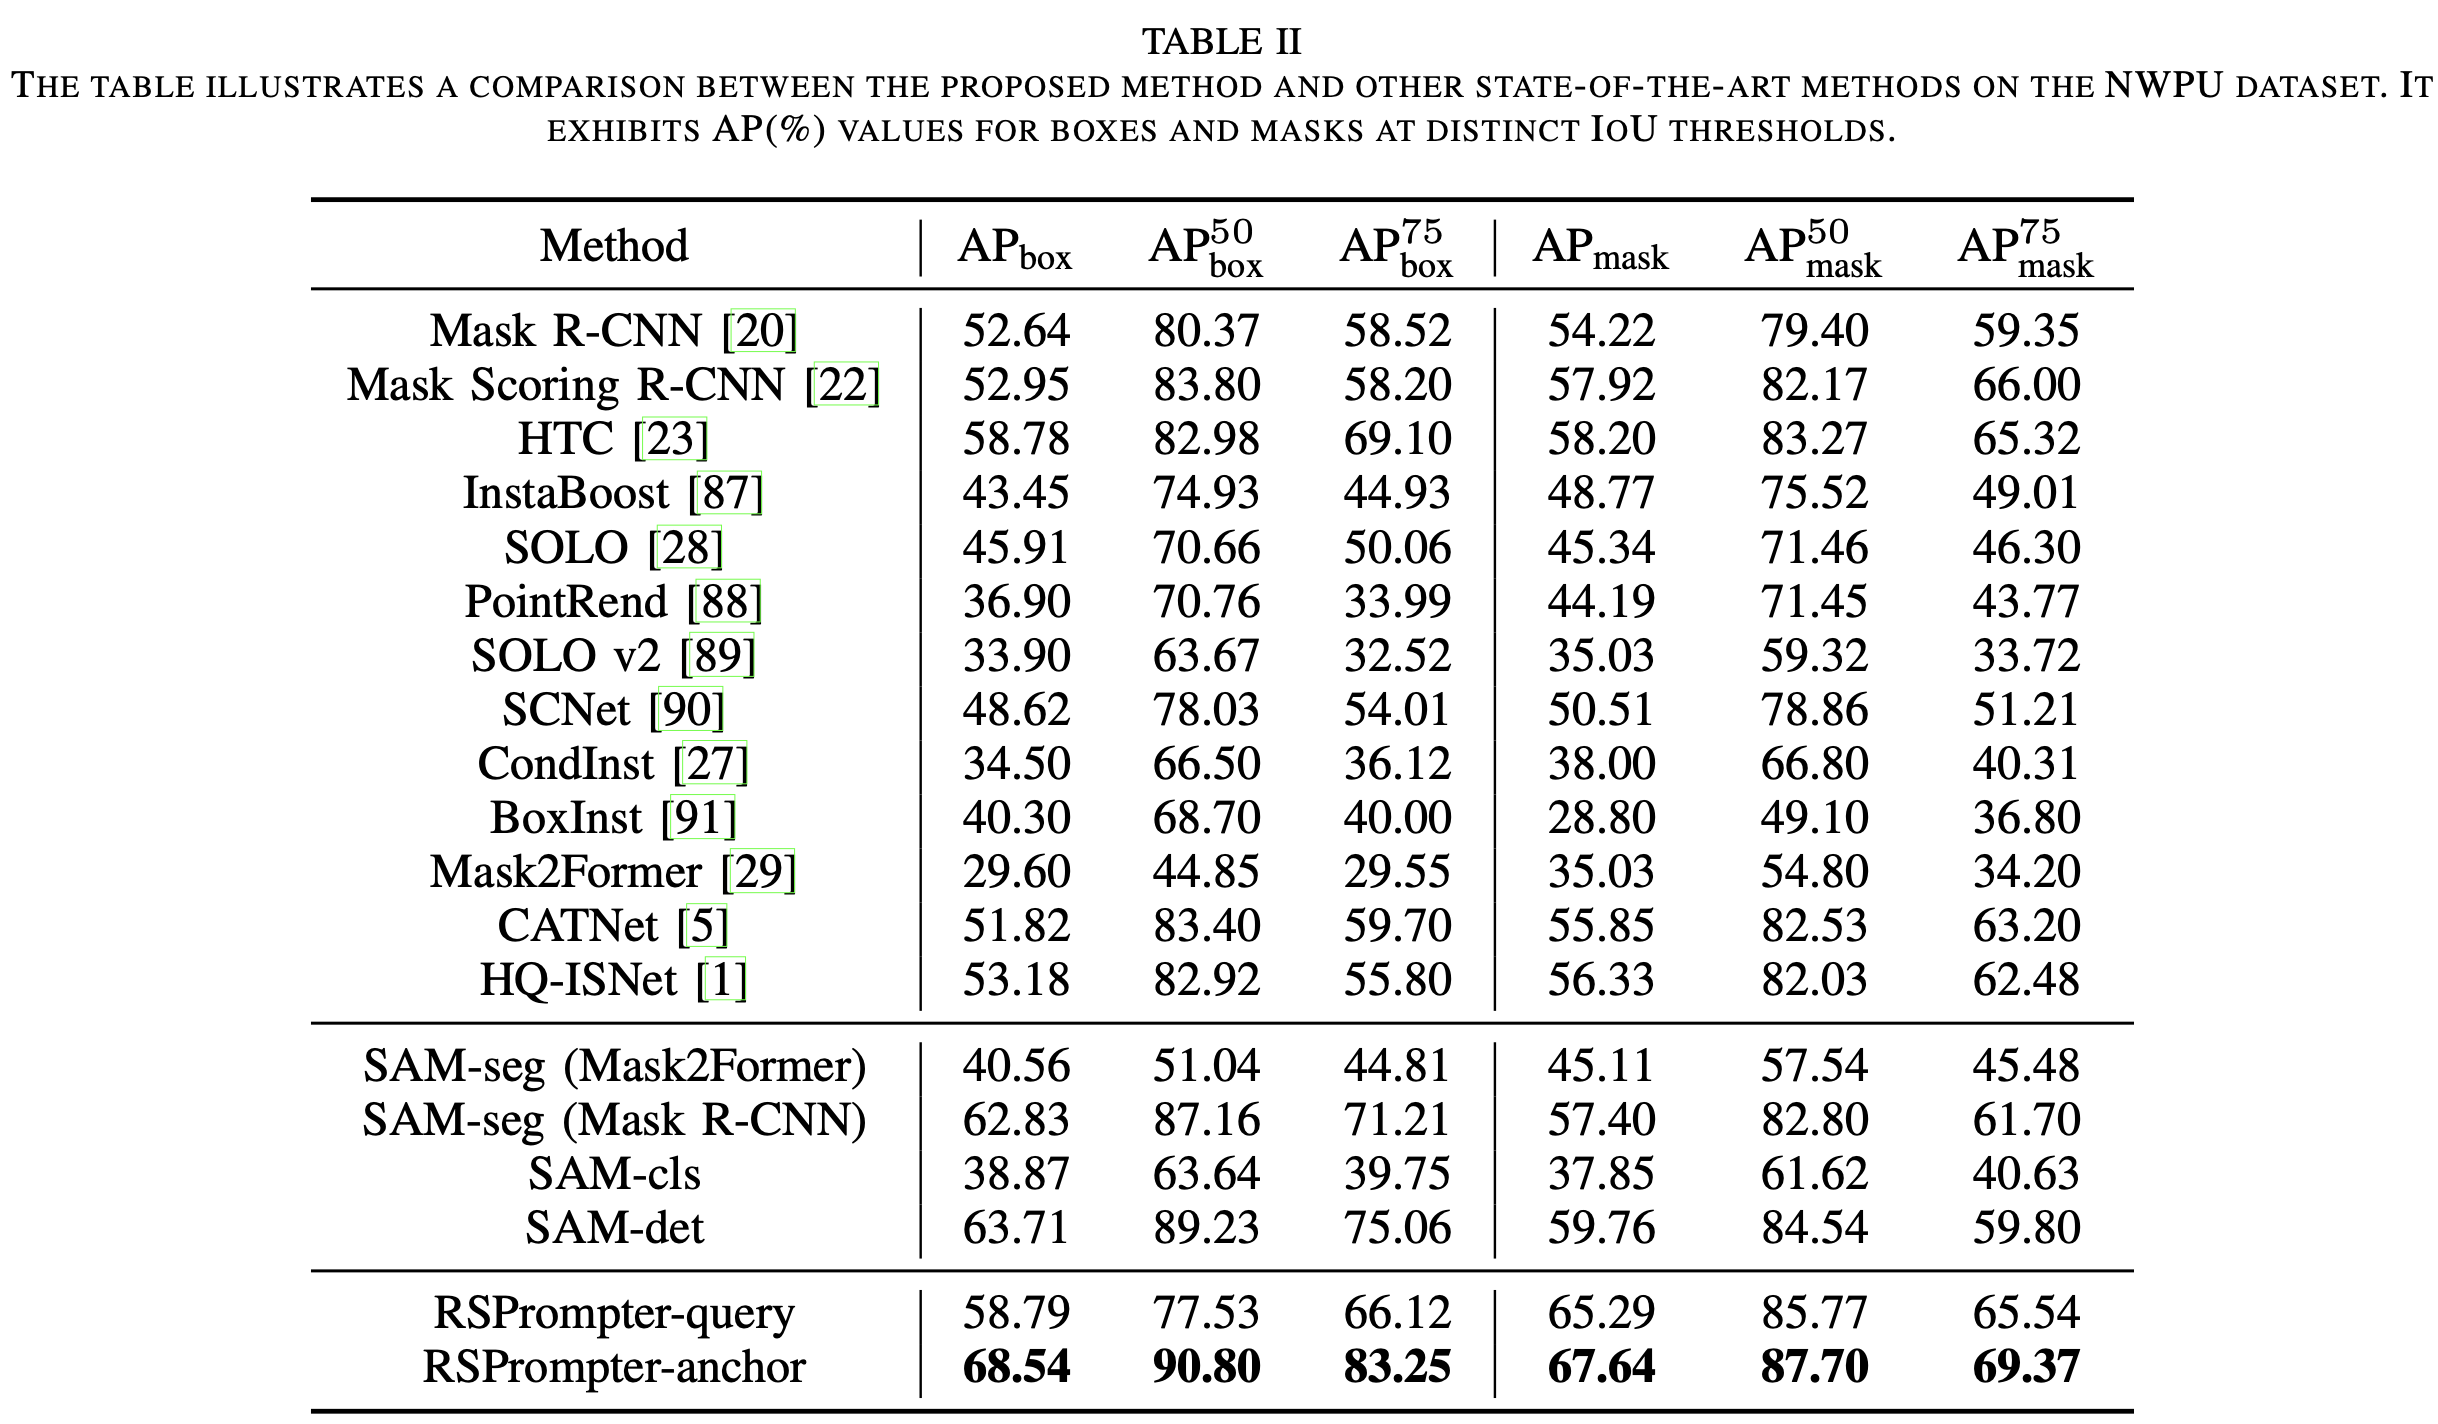 TABLE II
THE TABLE ILLUSTRATES A COMPARISON BETWEEN THE PROPOSED METHOD AND OTHER STATE-OF-THE-ART METHODS ON THE NWPU DATASET. IT
EXHIBITS AP(%) VALUES FOR BOXES AND MASKS AT DISTINCT IOU THRESHOLDS.
Method AP_box AP^50_box AP^75_box AP_mask AP^50_mask AP^75_mask
Mask R-CNN [20] 52.64 80.37 58.52 54.22 79.40 59.35
Mask Scoring R-CNN [22] 52.95 83.80 58.20 57.92 82.17 66.00
HTC [23] 58.78 82.98 69.10 58.20 83.27 65.32
InstaBoost [87] 43.45 74.93 44.93 48.77 75.52 49.01
SOLO [28] 45.91 70.66 50.06 45.34 71.46 46.30
PointRend [88] 36.90 70.76 33.99 44.19 71.45 43.77
SOLO v2 [89] 33.90 63.67 32.52 35.03 59.32 33.72
SCNet [90] 48.62 78.03 54.01 50.51 78.86 51.21
CondInst [27] 34.50 66.50 36.12 38.00 66.80 40.31
BoxInst [91] 40.30 68.70 40.00 28.80 49.10 36.80
Mask2Former [29] 29.60 44.85 29.55 35.03 54.80 34.20
CATNet [5] 51.82 83.40 59.70 55.85 82.53 63.20
HQ-ISNet [1] 53.18 82.92 55.80 56.33 82.03 62.48
SAM-seg (Mask2Former) 40.56 51.04 44.81 45.11 57.54 45.48
SAM-seg (Mask R-CNN) 62.83 87.16 71.21 57.40 82.80 61.70
SAM-cls 38.87 63.64 39.75 37.85 61.62 40.63
SAM-det 63.71 89.23 75.06 59.76 84.54 59.80
RSPrompter-query 58.79 77.53 66.12 65.29 85.77 65.54
RSPrompter-anchor 68.54 90.80 83.25 67.64 87.70 69.37